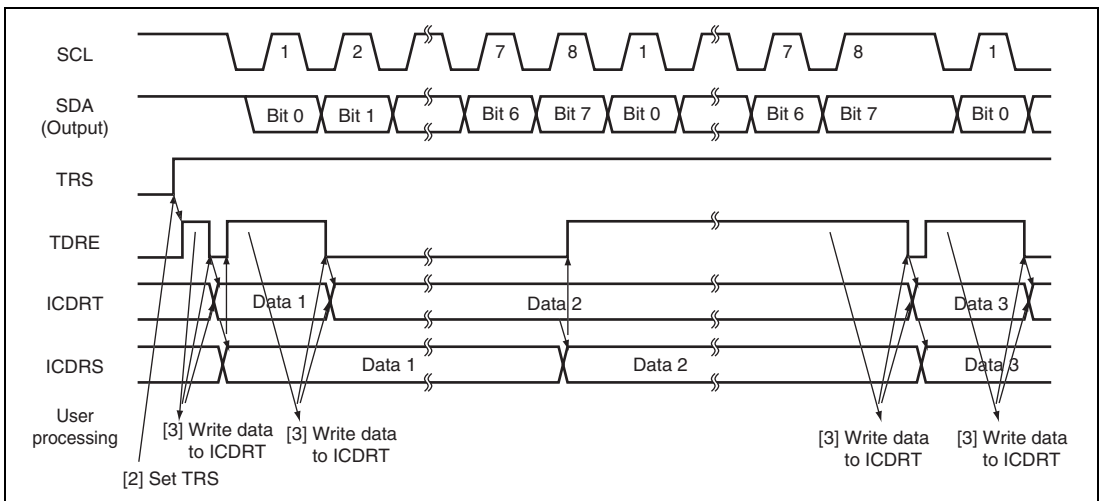 SCL 1 2 7 8 1 7 8 1
SDA
(Output) Bit 0 Bit 1 Bit 6 Bit 7 Bit 0 Bit 6 Bit 7 Bit 0
TRS
TDRE
ICDRT Data 1 Data 2 Data 3
ICDRS Data 1 Data 2 Data 3
User
processing
[3] Write data
to ICDRT
[3] Write data
to ICDRT
[3] Write data
to ICDRT
[3] Write data
to ICDRT
[2] Set TRS